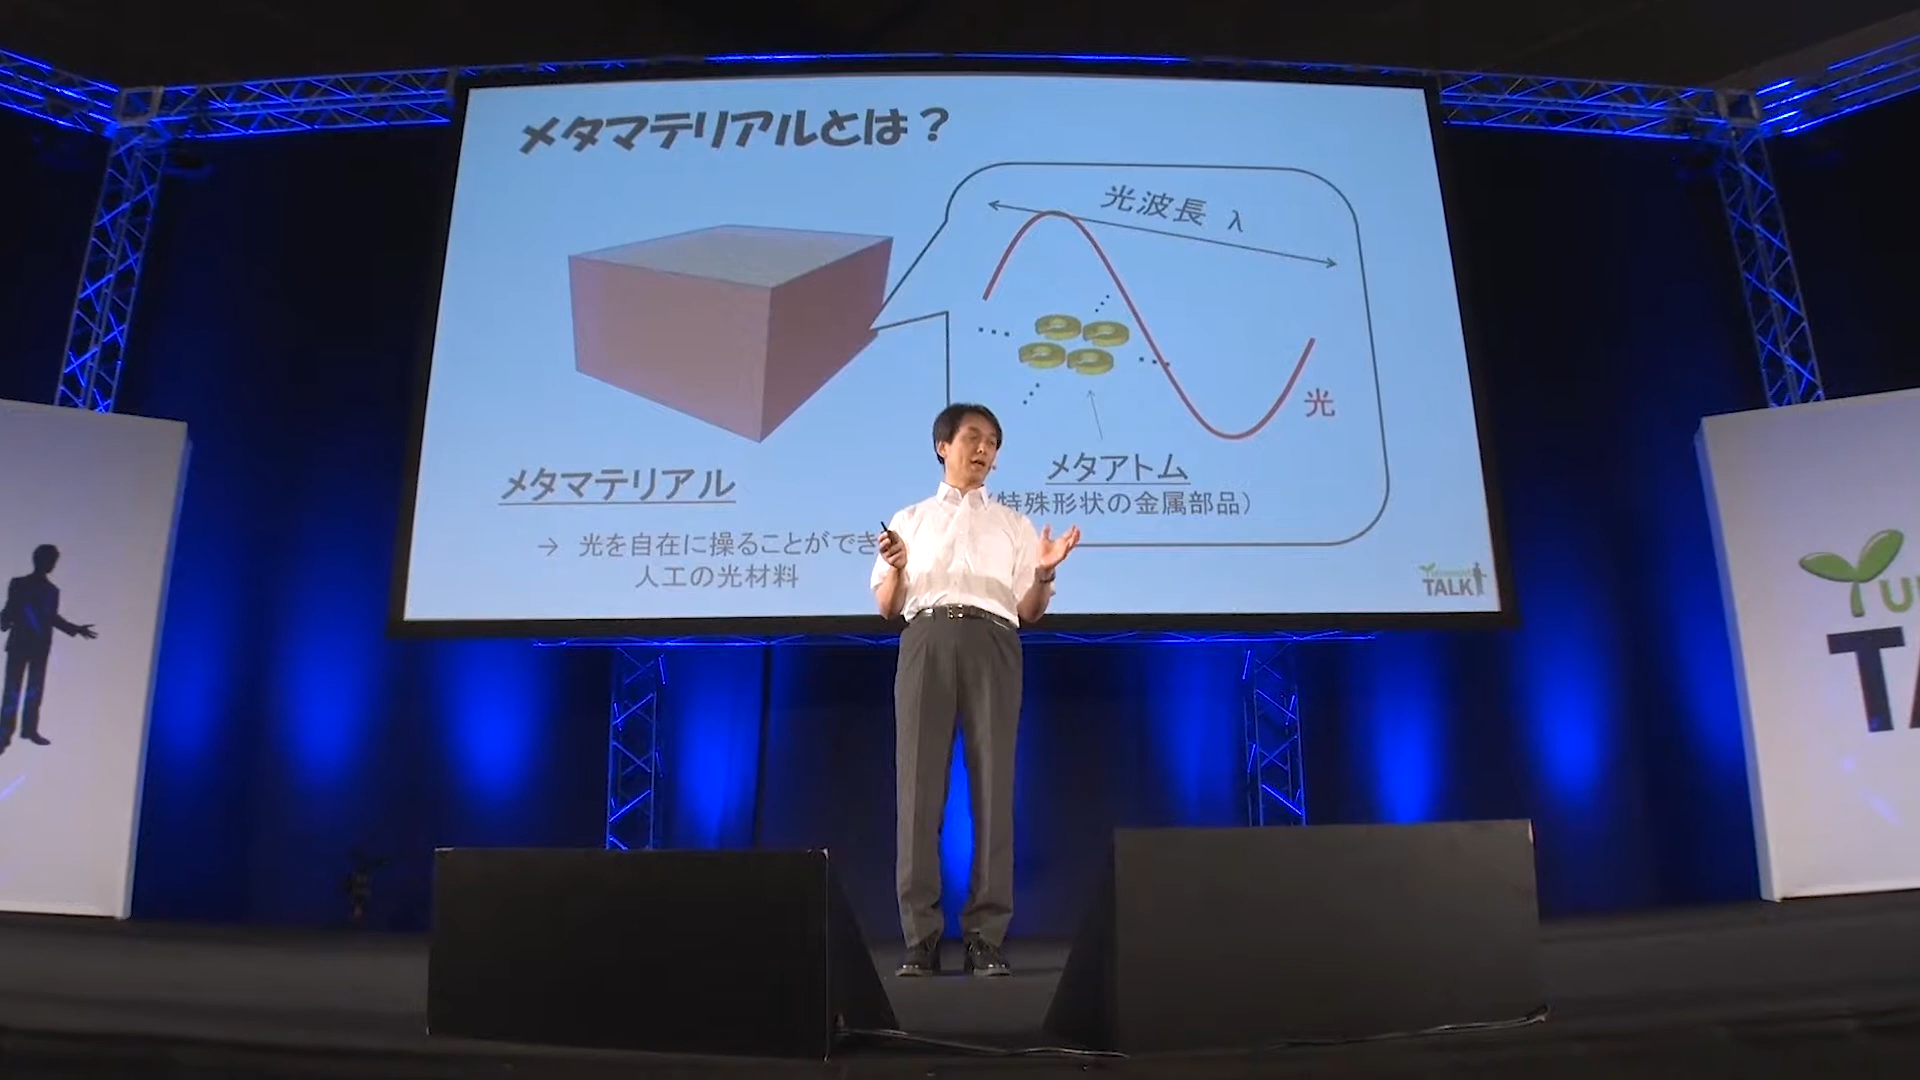 メタマテリアルとは？
光波長 λ
光
メタアトム
特殊形状の金属部品）
メタマテリアル
→ 光を自在に操ることができ
人工の光材料
TALK